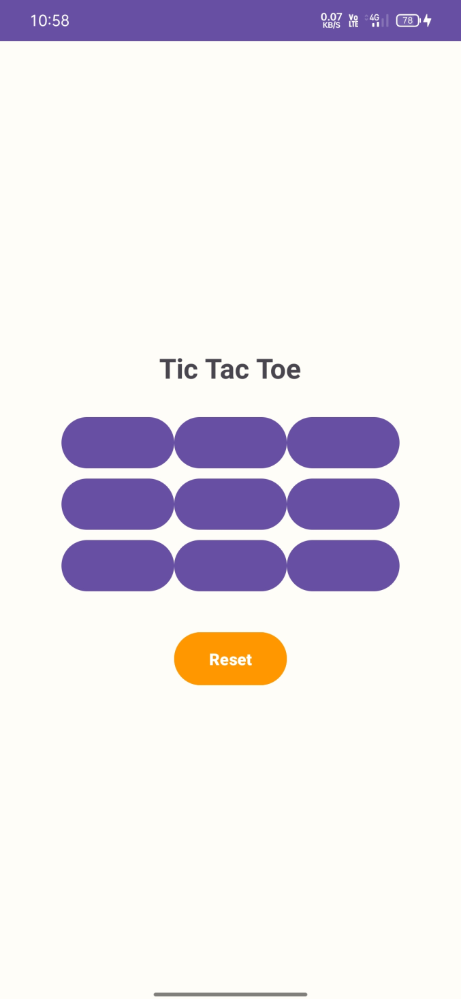 10:58
0.07
KB/S
Vo
LTE
4G
78
Tic Tac Toe
Reset